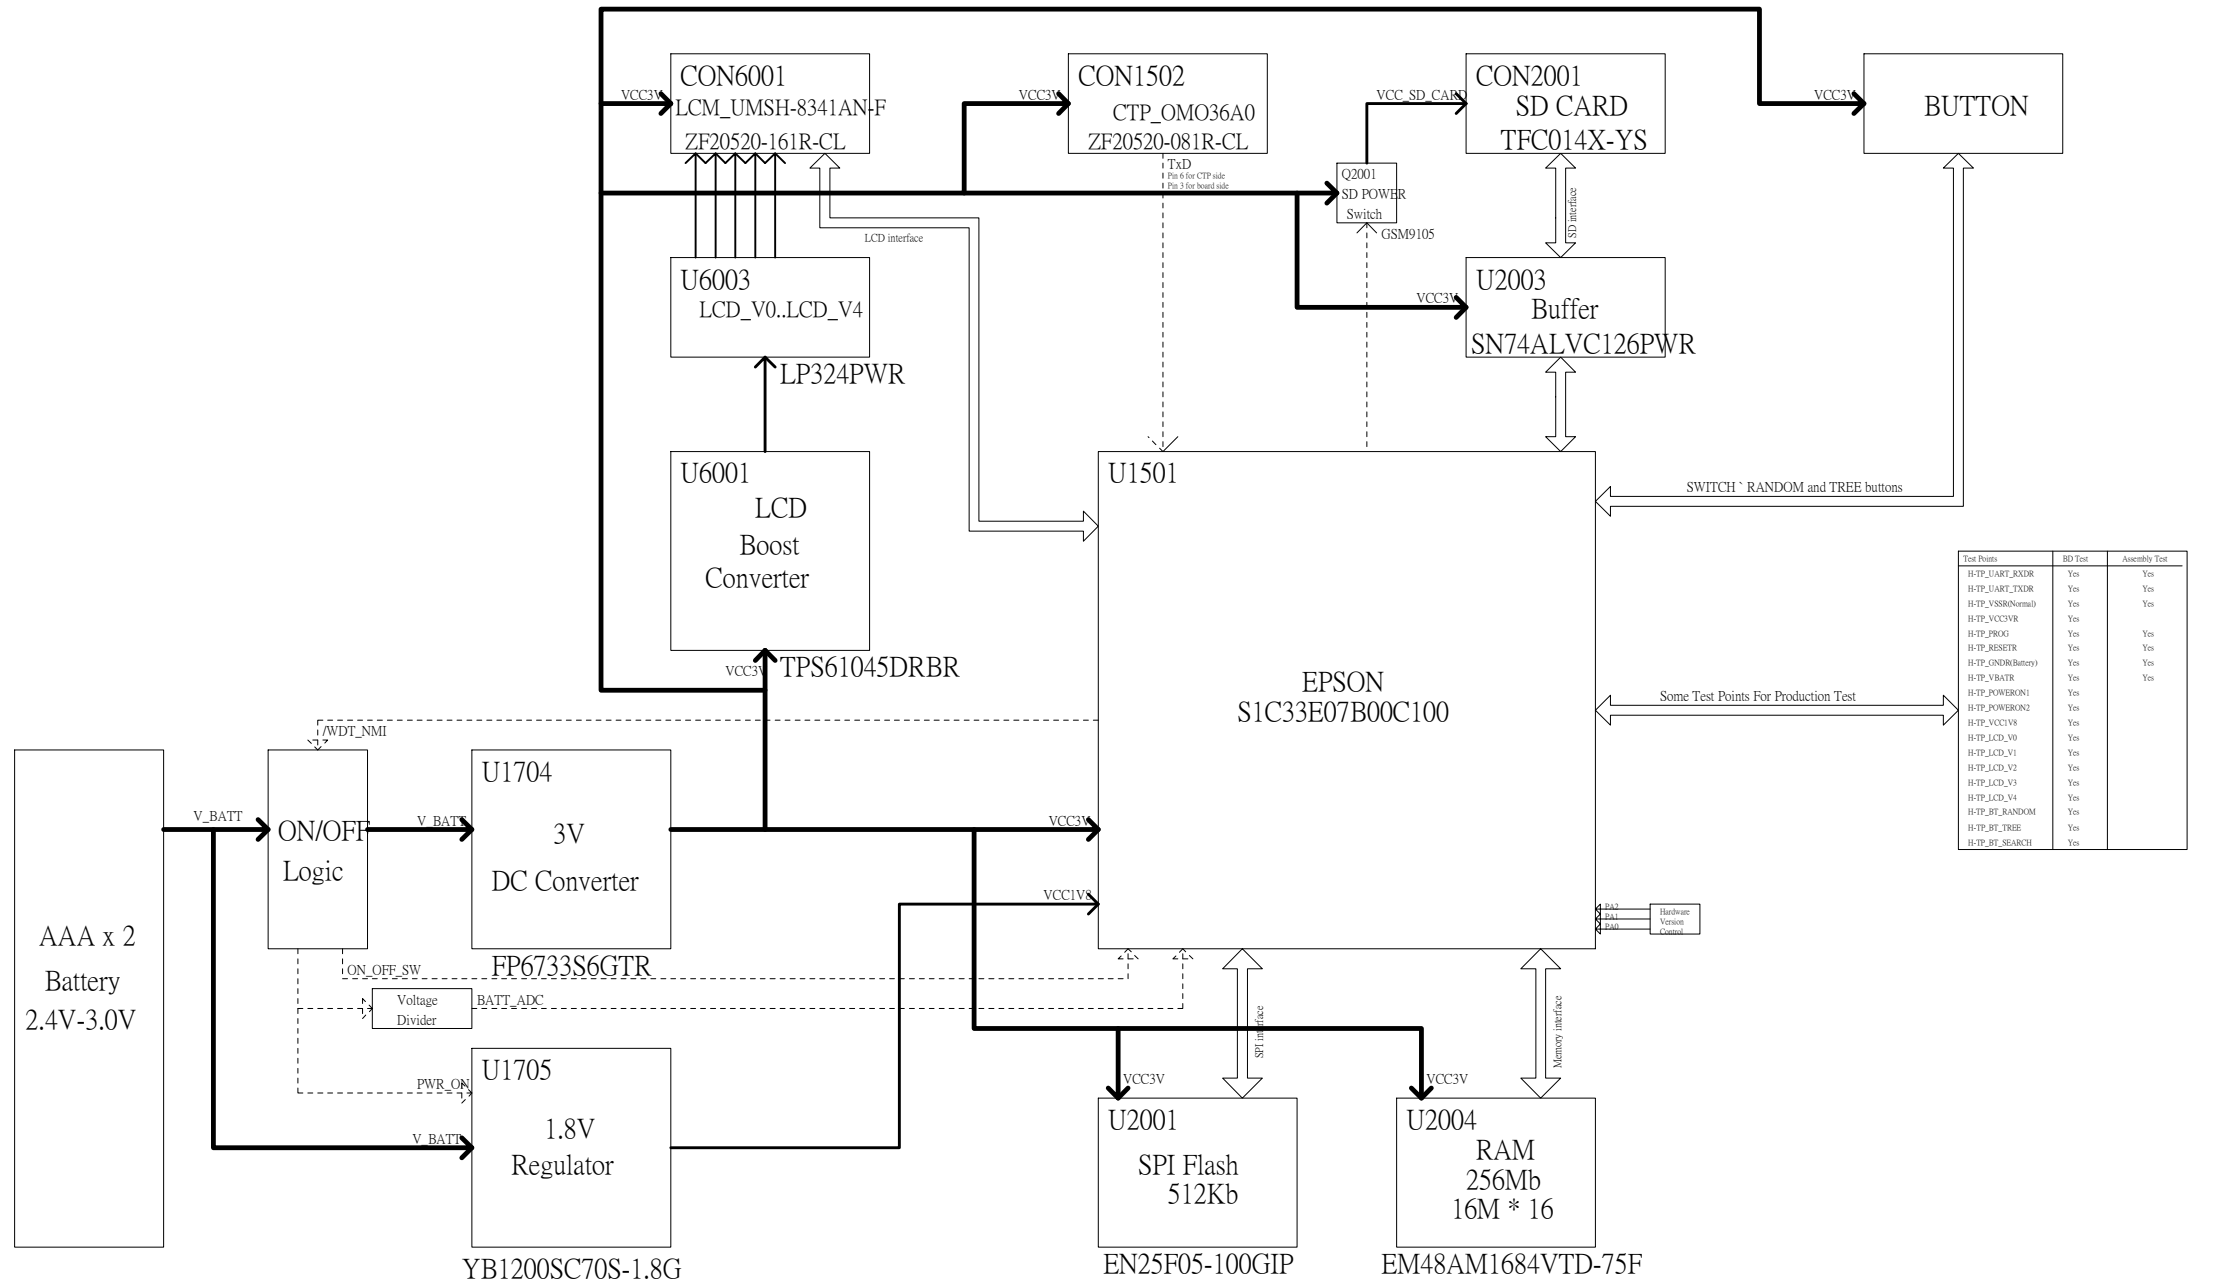 CON6001
VCC3V
LCM_UMSH-8341AN-F
ZF20520-161R-CL
CON1502
VCC3V
CTP_OMO36A0
ZF20520-081R-CL
TxD
Pin 6 for CTP side
Pin 3 for board side
VCC_SD_CARD
CON2001
SD CARD
TFC014X-YS
VCC3V
BUTTON
Q2001
SD POWER
Switch
GSM9105
SD interface
LCD interface
U6003
LCD_V0..LCD_V4
LP324PWR
VCC3V
U2003
Buffer
SN74ALVC126PWR
U6001
LCD
Boost
Converter
VCC3V
TPS61045DRBR
U1501
EPSON
S1C33E07B00C100
SWITCH ` RANDOM and TREE buttons
Some Test Points For Production Test
Test Points BD Test Assembly Test
H-TP_UART_RXDR Yes Yes
H-TP_UART_TXDR Yes Yes
H-TP_VSSR(Normal) Yes Yes
H-TP_VCC3VR Yes
H-TP_PROG Yes Yes
H-TP_RESETR Yes Yes
H-TP_GNDR(Battery) Yes Yes
H-TP_VBATR Yes Yes
H-TP_POWERON1 Yes
H-TP_POWERON2 Yes
H-TP_VCC1V8 Yes
H-TP_LCD_V0 Yes
H-TP_LCD_V1 Yes
H-TP_LCD_V2 Yes
H-TP_LCD_V3 Yes
H-TP_LCD_V4 Yes
H-TP_BT_RANDOM Yes
H-TP_BT_TREE Yes
H-TP_BT_SEARCH Yes
/WDT_NMI
AAA x 2
Battery
2.4V-3.0V
V_BATT
ON/OFF
Logic
V_BATT
U1704
3V
DC Converter
FP6733S6GTR
VCC3V
VCC1V8
ON_OFF_SW
Voltage
Divider
BATT_ADC
PWR_ON
V_BATT
U1705
1.8V
Regulator
YB1200SC70S-1.8G
PA2
PA1
PA0
Hardware
Version
Control
SPI interface
Memory interface
VCC3V
U2001
SPI Flash
512Kb
EN25F05-100GIP
VCC3V
U2004
RAM
256Mb
16M * 16
EM48AM1684VTD-75F